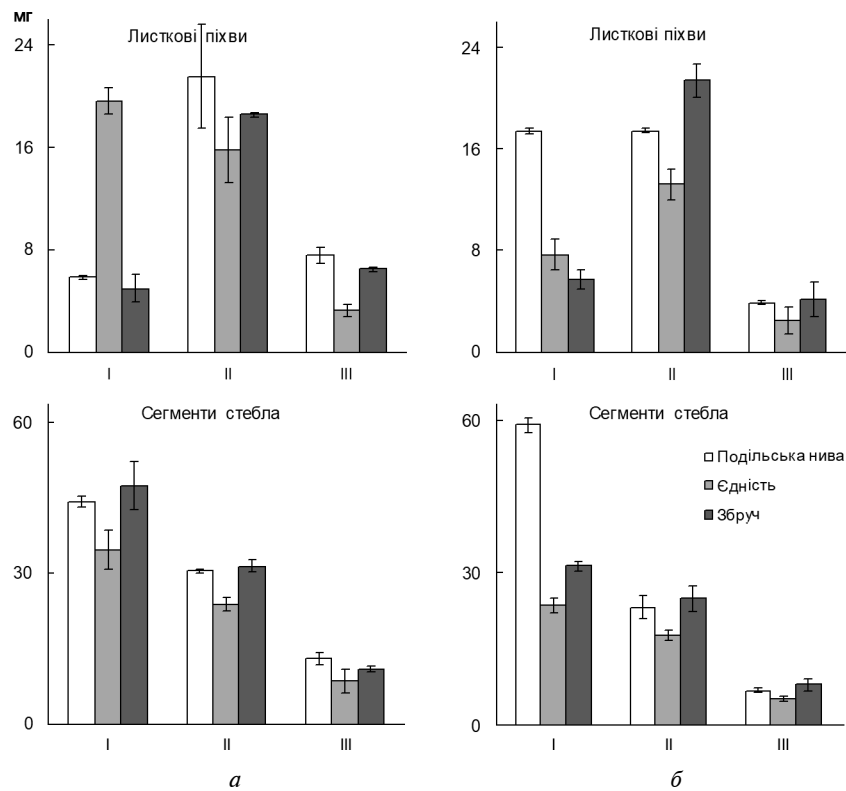 мг
Листкові піхви
24
16
8
0
I
II
III
Листкові піхви
24
16
8
0
I
II
III
Сегменти стебла
60
30
0
I
II
III
а
Сегменти стебла
60
30
0
Подільська нива
Єдність
Збруч
I
II
III
б